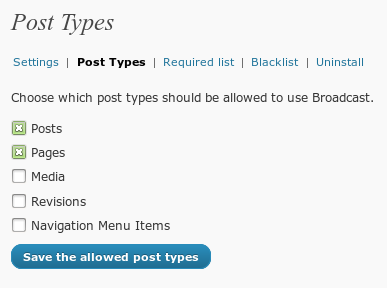 Post Types
Settings | Post Types | Required list | Blacklist | Uninstall
Choose which post types should be allowed to use Broadcast.
Posts
Pages
Media
Revisions
Navigation Menu Items
Save the allowed post types